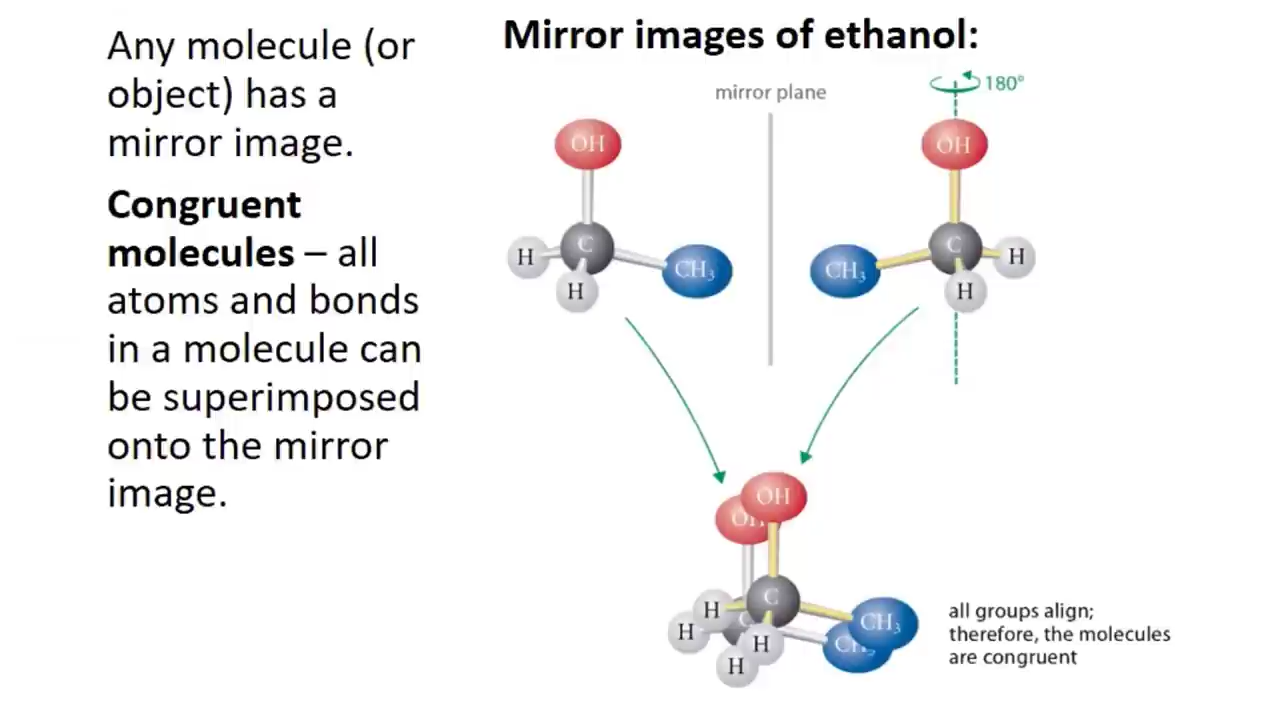 Any molecule (or
object) has a
mirror image.
Congruent
molecules – all
atoms and bonds
in a molecule can
be superimposed
onto the mirror
image.
Mirror images of ethanol:
mirror plane
180°
OH
C
H
H
CH₃
OH
C
CH₃
H
H
OH
OH
C
H
CH₃
H
C
H
CH₃
H
all groups align;
therefore, the molecules
are congruent